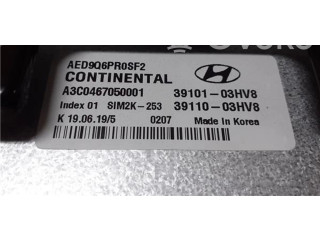 AED9Q6PR0SF2
CONTINENTAL
A3C0467050001 39101-03HV8
Index 01 SIM2K-253 39110-03HV8
K 19.06.19/5 0207 Made in Korea